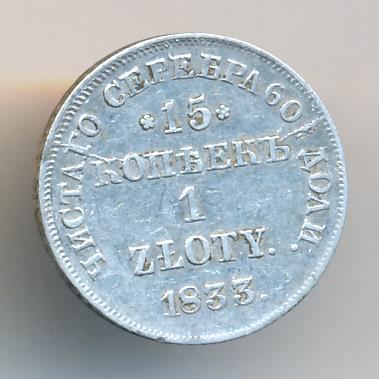 ЧИСТАГО СЕРЕБРА 60 ДОЛИ.
* 15 *
КОПѢЕКЪ
1
ZŁOTY.
1833.